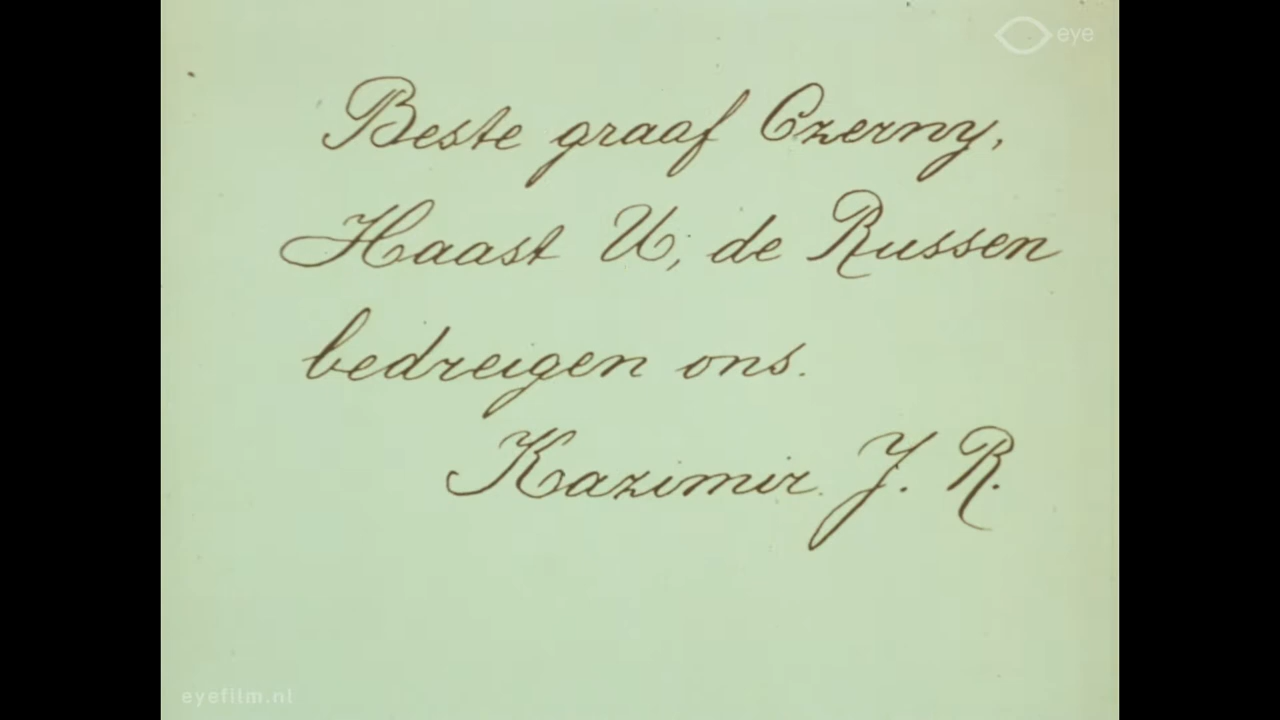 eye
Beste graaf Czerny,
Haast U, de Russen
bedreigen ons.
Kazimir J. R.
eyefilm.nl